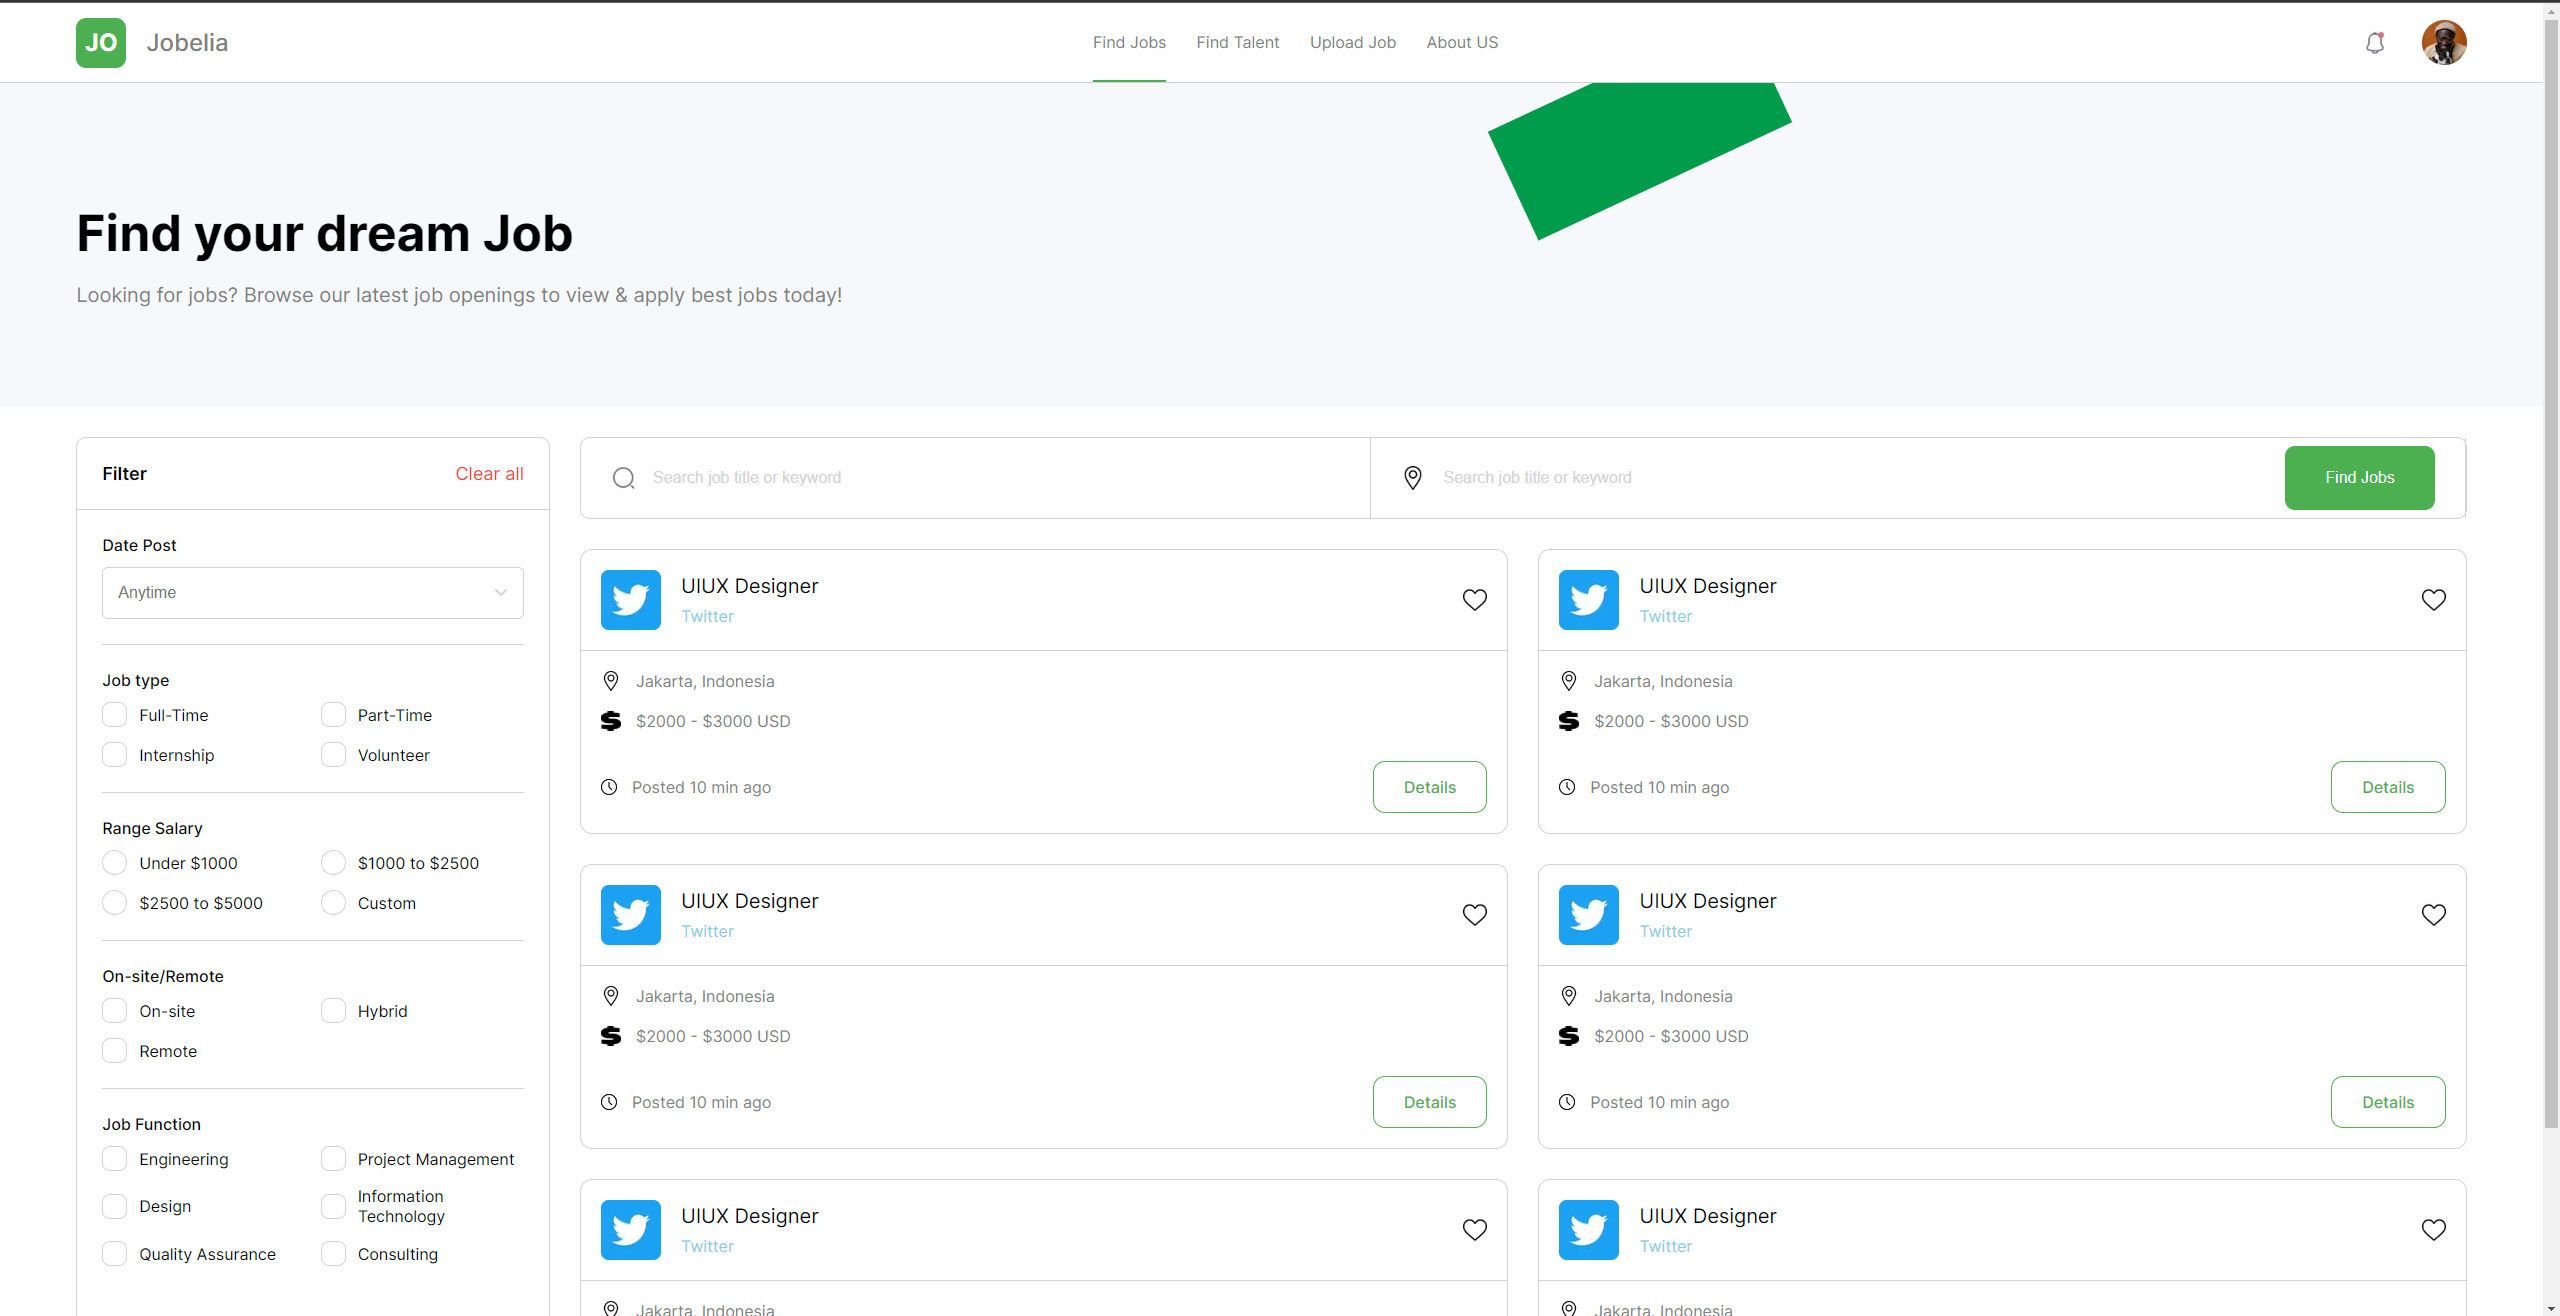 JO Jobelia
Find Jobs Find Talent Upload Job About US
Find your dream Job
Looking for jobs? Browse our latest job openings to view & apply best jobs today!
Filter Clear all
Date Post
Anytime
Job type
Full-Time Part-Time
Internship Volunteer
Range Salary
Under $1000 $1000 to $2500
$2500 to $5000 Custom
On-site/Remote
On-site Hybrid
Remote
Job Function
Engineering Project Management
Design Information
Technology
Quality Assurance Consulting
Search job title or keyword Search job title or keyword Find Jobs
UIUX Designer
Twitter
Jakarta, Indonesia
$2000 - $3000 USD
Posted 10 min ago Details
UIUX Designer
Twitter
Jakarta, Indonesia
$2000 - $3000 USD
Posted 10 min ago Details
UIUX Designer
Twitter
Jakarta, Indonesia
$2000 - $3000 USD
Posted 10 min ago Details
UIUX Designer
Twitter
Jakarta, Indonesia
$2000 - $3000 USD
Posted 10 min ago Details
UIUX Designer
Twitter
Jakarta, Indonesia
UIUX Designer
Twitter
Jakarta, Indonesia